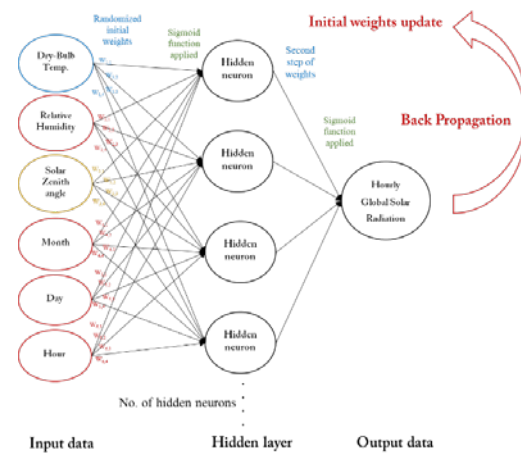 Initial weights update
Randomized
initial
weights
Sigmoid
function
applied
Second
step of
weights
Sigmoid
function
applied
Back Propagation
Dry-Bulb
Temp.
Relative
Humidity
Solar
Zenith
angle
Month
Day
Hour
Hidden
neuron
Hidden
neuron
Hidden
neuron
Hidden
neuron
Hourly
Global Solar
Radiation
No. of hidden neurons
Input data
Hidden layer
Output data